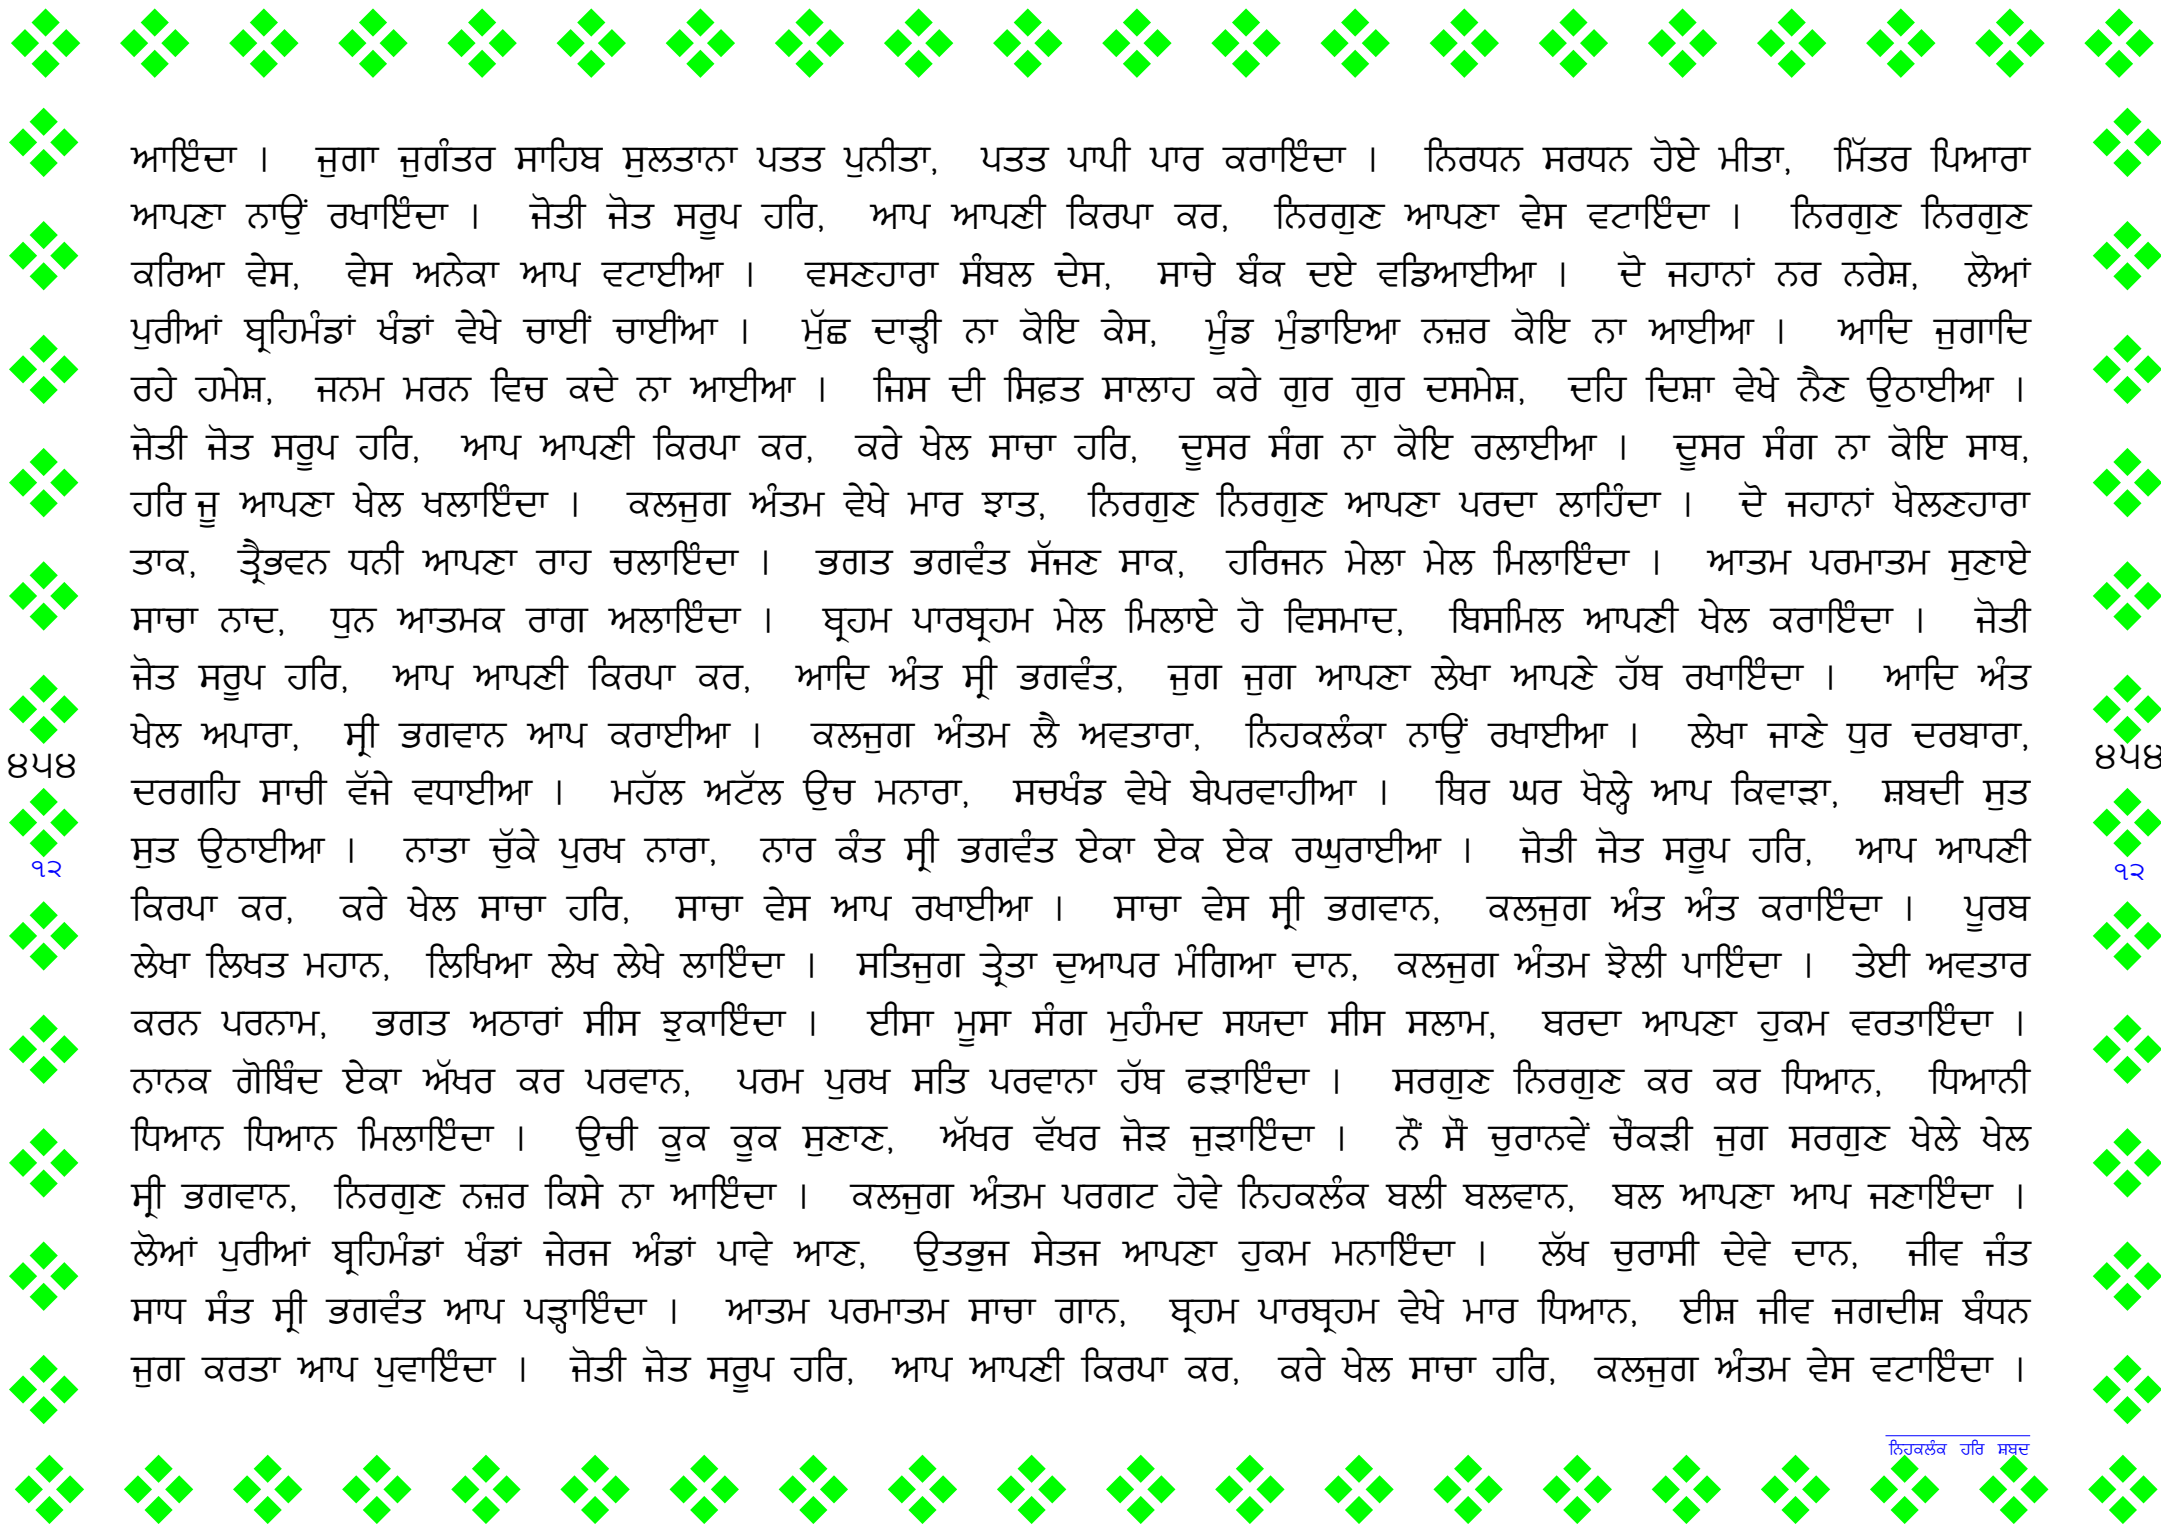 ਆਇੰਦਾ । ਜੁਗਾ ਜੁਗੰਤਰ ਸਾਹਿਬ ਸੁਲਤਾਨਾ ਪਤਤ ਪੁਨੀਤਾ, ਪਤਤ ਪਾਪੀ ਪਾਰ ਕਰਾਇੰਦਾ । ਨਿਰਧਨ ਸਰਧਨ ਹੋਏ ਮੀਤਾ, ਮਿੱਤਰ ਪਿਆਰਾ
ਆਪਣਾ ਨਾਉਂ ਰਖਾਇੰਦਾ । ਜੋਤੀ ਜੋਤ ਸਰੂਪ ਹਰਿ, ਆਪ ਆਪਣੀ ਕਿਰਪਾ ਕਰ, ਨਿਰਗੁਣ ਆਪਣਾ ਵੇਸ ਵਟਾਇੰਦਾ । ਨਿਰਗੁਣ ਨਿਰਗੁਣ
ਕਰਿਆ ਵੇਸ, ਵੇਸ ਅਨੇਕਾ ਆਪ ਵਟਾਈਆ । ਵਸਣਹਾਰਾ ਸੰਬਲ ਦੇਸ, ਸਾਚੇ ਬੰਕ ਦਏ ਵਡਿਆਈਆ । ਦੋ ਜਹਾਨਾਂ ਨਰ ਨਰੇਸ਼, ਲੋਆਂ
ਪੁਰੀਆਂ ਬ੍ਰਹਿਮੰਡਾਂ ਖੰਡਾਂ ਵੇਖੇ ਚਾਈਂ ਚਾਈਂਆ । ਮੁੱਛ ਦਾੜ੍ਹੀ ਨਾ ਕੋਇ ਕੇਸ, ਮੂੰਡ ਮੁੰਡਾਇਆ ਨਜ਼ਰ ਕੋਇ ਨਾ ਆਈਆ । ਆਦਿ ਜੁਗਾਦਿ
ਰਹੇ ਹਮੇਸ਼, ਜਨਮ ਮਰਨ ਵਿਚ ਕਦੇ ਨਾ ਆਈਆ । ਜਿਸ ਦੀ ਸਿਫ਼ਤ ਸਾਲਾਹ ਕਰੇ ਗੁਰ ਗੁਰ ਦਸਮੇਸ਼, ਦਹਿ ਦਿਸ਼ਾ ਵੇਖੇ ਨੈਣ ਉਠਾਈਆ ।
ਜੋਤੀ ਜੋਤ ਸਰੂਪ ਹਰਿ, ਆਪ ਆਪਣੀ ਕਿਰਪਾ ਕਰ, ਕਰੇ ਖੇਲ ਸਾਚਾ ਹਰਿ, ਦੂਸਰ ਸੰਗ ਨਾ ਕੋਇ ਰਲਾਈਆ । ਦੂਸਰ ਸੰਗ ਨਾ ਕੋਇ ਸਾਥ,
ਹਰਿ ਜੂ ਆਪਣਾ ਖੇਲ ਖਲਾਇੰਦਾ । ਕਲਜੁਗ ਅੰਤਮ ਵੇਖੇ ਮਾਰ ਝਾਤ, ਨਿਰਗੁਣ ਨਿਰਗੁਣ ਆਪਣਾ ਪਰਦਾ ਲਾਹਿੰਦਾ । ਦੋ ਜਹਾਨਾਂ ਖੋਲਣਹਾਰਾ
ਤਾਕ, ਤ੍ਰੈਭਵਨ ਧਨੀ ਆਪਣਾ ਰਾਹ ਚਲਾਇੰਦਾ । ਭਗਤ ਭਗਵੰਤ ਸੱਜਣ ਸਾਕ, ਹਰਿਜਨ ਮੇਲਾ ਮੇਲ ਮਿਲਾਇੰਦਾ । ਆਤਮ ਪਰਮਾਤਮ ਸੁਣਾਏ
ਸਾਚਾ ਨਾਦ, ਧੁਨ ਆਤਮਕ ਰਾਗ ਅਲਾਇੰਦਾ । ਬ੍ਰਹਮ ਪਾਰਬ੍ਰਹਮ ਮੇਲ ਮਿਲਾਏ ਹੋ ਵਿਸਮਾਦ, ਬਿਸਮਿਲ ਆਪਣੀ ਖੇਲ ਕਰਾਇੰਦਾ । ਜੋਤੀ
ਜੋਤ ਸਰੂਪ ਹਰਿ, ਆਪ ਆਪਣੀ ਕਿਰਪਾ ਕਰ, ਆਦਿ ਅੰਤ ਸ੍ਰੀ ਭਗਵੰਤ, ਜੁਗ ਜੁਗ ਆਪਣਾ ਲੇਖਾ ਆਪਣੇ ਹੱਥ ਰਖਾਇੰਦਾ । ਆਦਿ ਅੰਤ
ਖੇਲ ਅਪਾਰਾ, ਸ੍ਰੀ ਭਗਵਾਨ ਆਪ ਕਰਾਈਆ । ਕਲਜੁਗ ਅੰਤਮ ਲੈ ਅਵਤਾਰਾ, ਨਿਹਕਲੰਕਾ ਨਾਉਂ ਰਖਾਈਆ । ਲੇਖਾ ਜਾਣੇ ਧੁਰ ਦਰਬਾਰਾ,
ਦਰਗਹਿ ਸਾਚੀ ਵੱਜੇ ਵਧਾਈਆ । ਮਹੱਲ ਅਟੱਲ ਉਚ ਮਨਾਰਾ, ਸਚਖੰਡ ਵੇਖੇ ਬੇਪਰਵਾਹੀਆ । ਥਿਰ ਘਰ ਖੋਲ੍ਹੇ ਆਪ ਕਿਵਾੜਾ, ਸ਼ਬਦੀ ਸੁਤ
ਸੁਤ ਉਠਾਈਆ । ਨਾਤਾ ਚੁੱਕੇ ਪੁਰਖ ਨਾਰਾ, ਨਾਰ ਕੰਤ ਸ੍ਰੀ ਭਗਵੰਤ ਏਕਾ ਏਕ ਏਕ ਰਘੁਰਾਈਆ । ਜੋਤੀ ਜੋਤ ਸਰੂਪ ਹਰਿ, ਆਪ ਆਪਣੀ
ਕਿਰਪਾ ਕਰ, ਕਰੇ ਖੇਲ ਸਾਚਾ ਹਰਿ, ਸਾਚਾ ਵੇਸ ਆਪ ਰਖਾਈਆ । ਸਾਚਾ ਵੇਸ ਸ੍ਰੀ ਭਗਵਾਨ, ਕਲਜੁਗ ਅੰਤ ਅੰਤ ਕਰਾਇੰਦਾ । ਪੂਰਬ
ਲੇਖਾ ਲਿਖਤ ਮਹਾਨ, ਲਿਖਿਆ ਲੇਖ ਲੇਖੇ ਲਾਇੰਦਾ । ਸਤਿਜੁਗ ਤ੍ਰੇਤਾ ਦੁਆਪਰ ਮੰਗਿਆ ਦਾਨ, ਕਲਜੁਗ ਅੰਤਮ ਝੋਲੀ ਪਾਇੰਦਾ । ਤੇਈ ਅਵਤਾਰ
ਕਰਨ ਪਰਨਾਮ, ਭਗਤ ਅਠਾਰਾਂ ਸੀਸ ਝੁਕਾਇੰਦਾ । ਈਸਾ ਮੂਸਾ ਸੰਗ ਮੁਹੰਮਦ ਸਯਦਾ ਸੀਸ ਸਲਾਮ, ਬਰਦਾ ਆਪਣਾ ਹੁਕਮ ਵਰਤਾਇੰਦਾ ।
ਨਾਨਕ ਗੋਬਿੰਦ ਏਕਾ ਅੱਖਰ ਕਰ ਪਰਵਾਨ, ਪਰਮ ਪੁਰਖ ਸਤਿ ਪਰਵਾਨਾ ਹੱਥ ਫੜਾਇੰਦਾ । ਸਰਗੁਣ ਨਿਰਗੁਣ ਕਰ ਕਰ ਧਿਆਨ, ਧਿਆਨੀ
ਧਿਆਨ ਧਿਆਨ ਮਿਲਾਇੰਦਾ । ਉਚੀ ਕੂਕ ਕੂਕ ਸੁਣਾਣ, ਅੱਖਰ ਵੱਖਰ ਜੋੜ ਜੁੜਾਇੰਦਾ । ਨੌਂ ਸੌ ਚੁਰਾਨਵੇਂ ਚੌਕੜੀ ਜੁਗ ਸਰਗੁਣ ਖੇਲੇ ਖੇਲ
ਸ੍ਰੀ ਭਗਵਾਨ, ਨਿਰਗੁਣ ਨਜ਼ਰ ਕਿਸੇ ਨਾ ਆਇੰਦਾ । ਕਲਜੁਗ ਅੰਤਮ ਪਰਗਟ ਹੋਵੇ ਨਿਹਕਲੰਕ ਬਲੀ ਬਲਵਾਨ, ਬਲ ਆਪਣਾ ਆਪ ਜਣਾਇੰਦਾ ।
ਲੋਆਂ ਪੁਰੀਆਂ ਬ੍ਰਹਿਮੰਡਾਂ ਖੰਡਾਂ ਜੇਰਜ ਅੰਡਾਂ ਪਾਵੇ ਆਣ, ਉਤਭੁਜ ਸੇਤਜ ਆਪਣਾ ਹੁਕਮ ਮਨਾਇੰਦਾ । ਲੱਖ ਚੁਰਾਸੀ ਦੇਵੇ ਦਾਨ, ਜੀਵ ਜੰਤ
ਸਾਧ ਸੰਤ ਸ੍ਰੀ ਭਗਵੰਤ ਆਪ ਪੜ੍ਹਾਇੰਦਾ । ਆਤਮ ਪਰਮਾਤਮ ਸਾਚਾ ਗਾਨ, ਬ੍ਰਹਮ ਪਾਰਬ੍ਰਹਮ ਵੇਖੇ ਮਾਰ ਧਿਆਨ, ਈਸ਼ ਜੀਵ ਜਗਦੀਸ਼ ਬੰਧਨ
ਜੁਗ ਕਰਤਾ ਆਪ ਪੁਵਾਇੰਦਾ । ਜੋਤੀ ਜੋਤ ਸਰੂਪ ਹਰਿ, ਆਪ ਆਪਣੀ ਕਿਰਪਾ ਕਰ, ਕਰੇ ਖੇਲ ਸਾਚਾ ਹਰਿ, ਕਲਜੁਗ ਅੰਤਮ ਵੇਸ ਵਟਾਇੰਦਾ ।
੪੫੪
੧੨
੪੫੪
੧੨
ਨਿਹਕਲੰਕ ਹਰਿ ਸ਼ਬਦ